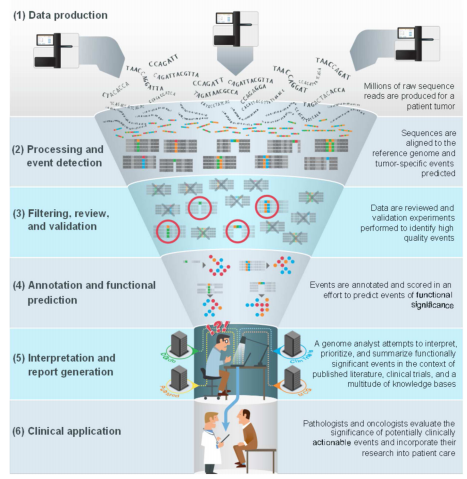 (1) Data production
CCAGATT
TAACCAGATTA
CAGATTACGTTA
CAGATTACGTTA
TAACCAGAT
CAGATAACGCCA
CCAGAGGA
Millions of raw sequence
reads are produced for a
patient tumor
(2) Processing and
event detection
Sequences are
aligned to the
reference genome and
tumor-specific events
predicted
(3) Filtering, review,
and validation
Data are reviewed and
validation experiments
performed to identify high
quality events
(4) Annotation and functional
prediction
Events are annotated and scored in an
effort to predict events of functional
significance
(5) Interpretation and
report generation
A genome analyst attempts to interpret,
prioritize, and summarize functionally
significant events in the context of
published literature, clinical trials, and a
multitude of knowledge bases
(6) Clinical application
Pathologists and oncologists evaluate the
significance of potentially clinically
actionable events and incorporate their
research into patient care